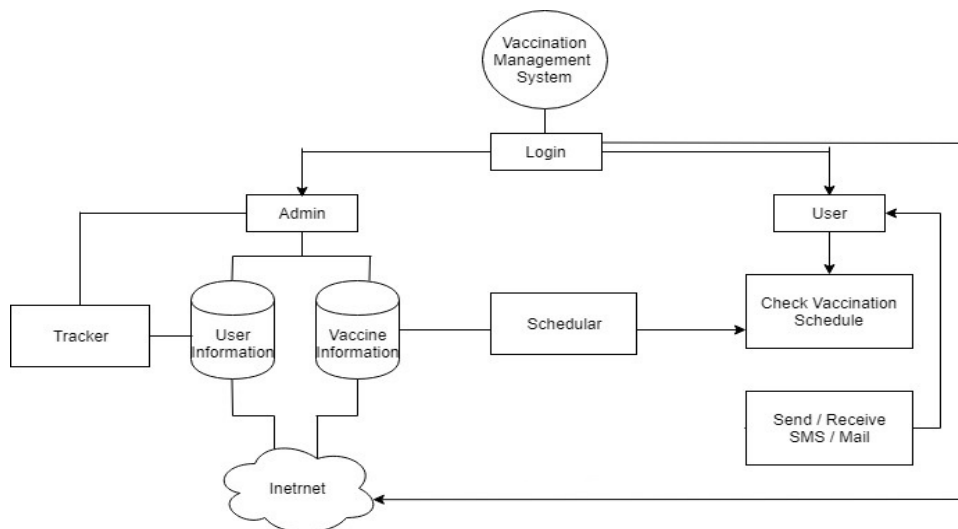 Vaccination
Management
System
Login
Admin
User
Tracker
User
Information
Vaccine
Information
Schedular
Check Vaccination
Schedule
Send / Receive
SMS / Mail
Inetrnet